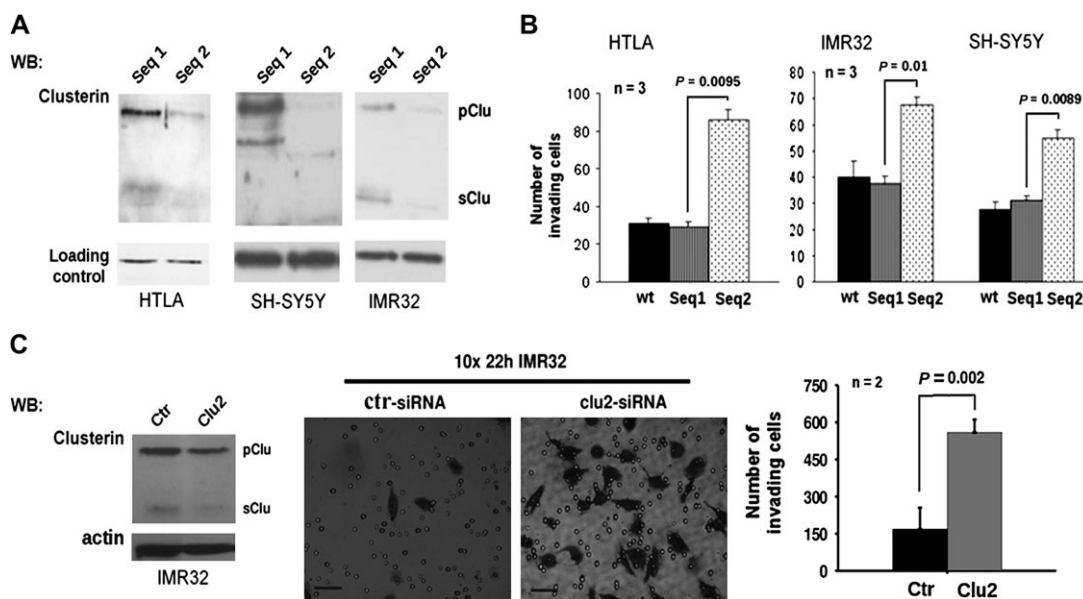 A
WB:
Seq 1 Seq 2 Seq 1 Seq 2 Seq 1 Seq 2
Clusterin
pClu
sClu
Loading
control
HTLA SH-SY5Y IMR32
B
HTLA IMR32 SH-SY5Y
n = 3 P = 0.0095
n = 3 P = 0.01
P = 0.0089
Number of
invading cells
100
80
60
40
20
0
80
70
60
50
40
30
20
10
0
wt Seq1 Seq2
wt Seq1 Seq2
wt Seq1 Seq2
C
WB:
Ctr Clu2
Clusterin
pClu
sClu
actin
IMR32
10x 22h IMR32
ctr-siRNA clu2-siRNA
n = 2 P = 0.002
Number of
invading cells
750
600
450
300
150
0
Ctr Clu2